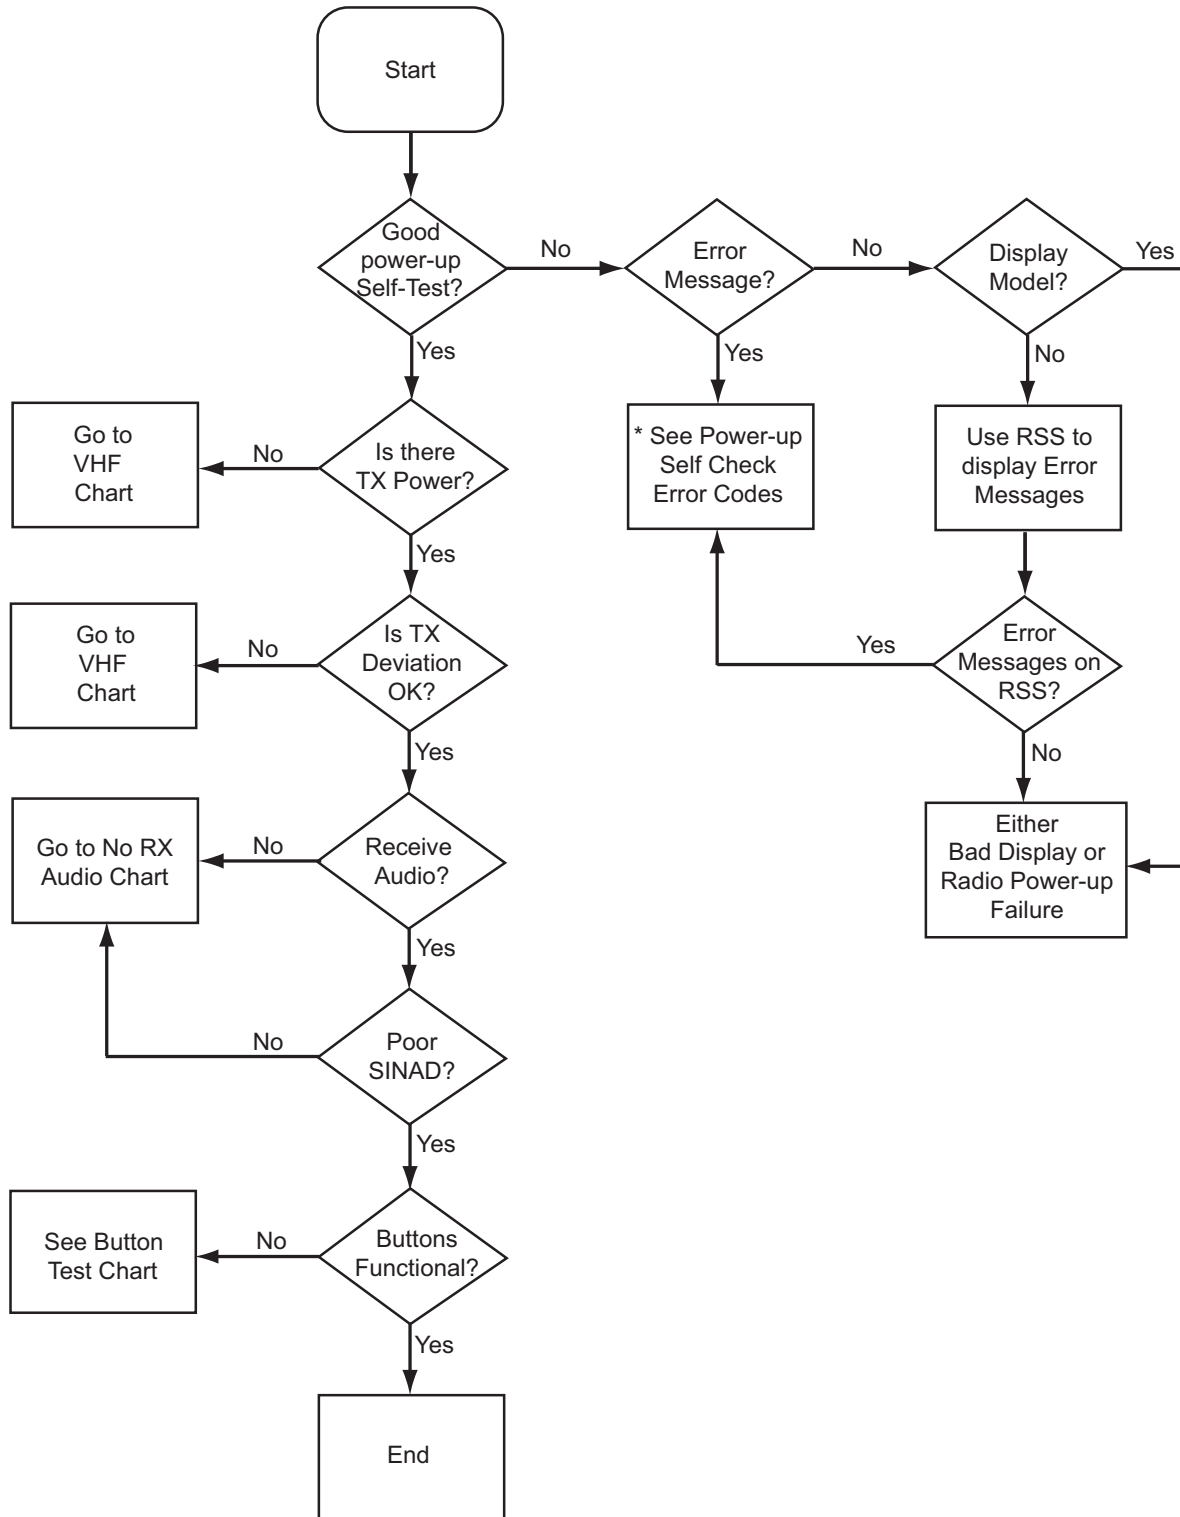 Start
Good
power-up
Self-Test?
No
Error
Message?
No
Display
Model?
Yes
Yes
Yes
No
Go to
VHF
Chart
No
Is there
TX Power?
* See Power-up
Self Check
Error Codes
Use RSS to
display Error
Messages
Yes
Go to
VHF
Chart
No
Is TX
Deviation
OK?
Yes
Error
Messages on
RSS?
Yes
No
Go to No RX
Audio Chart
No
Receive
Audio?
Either
Bad Display or
Radio Power-up
Failure
Yes
No
Poor
SINAD?
Yes
See Button
Test Chart
No
Buttons
Functional?
Yes
End